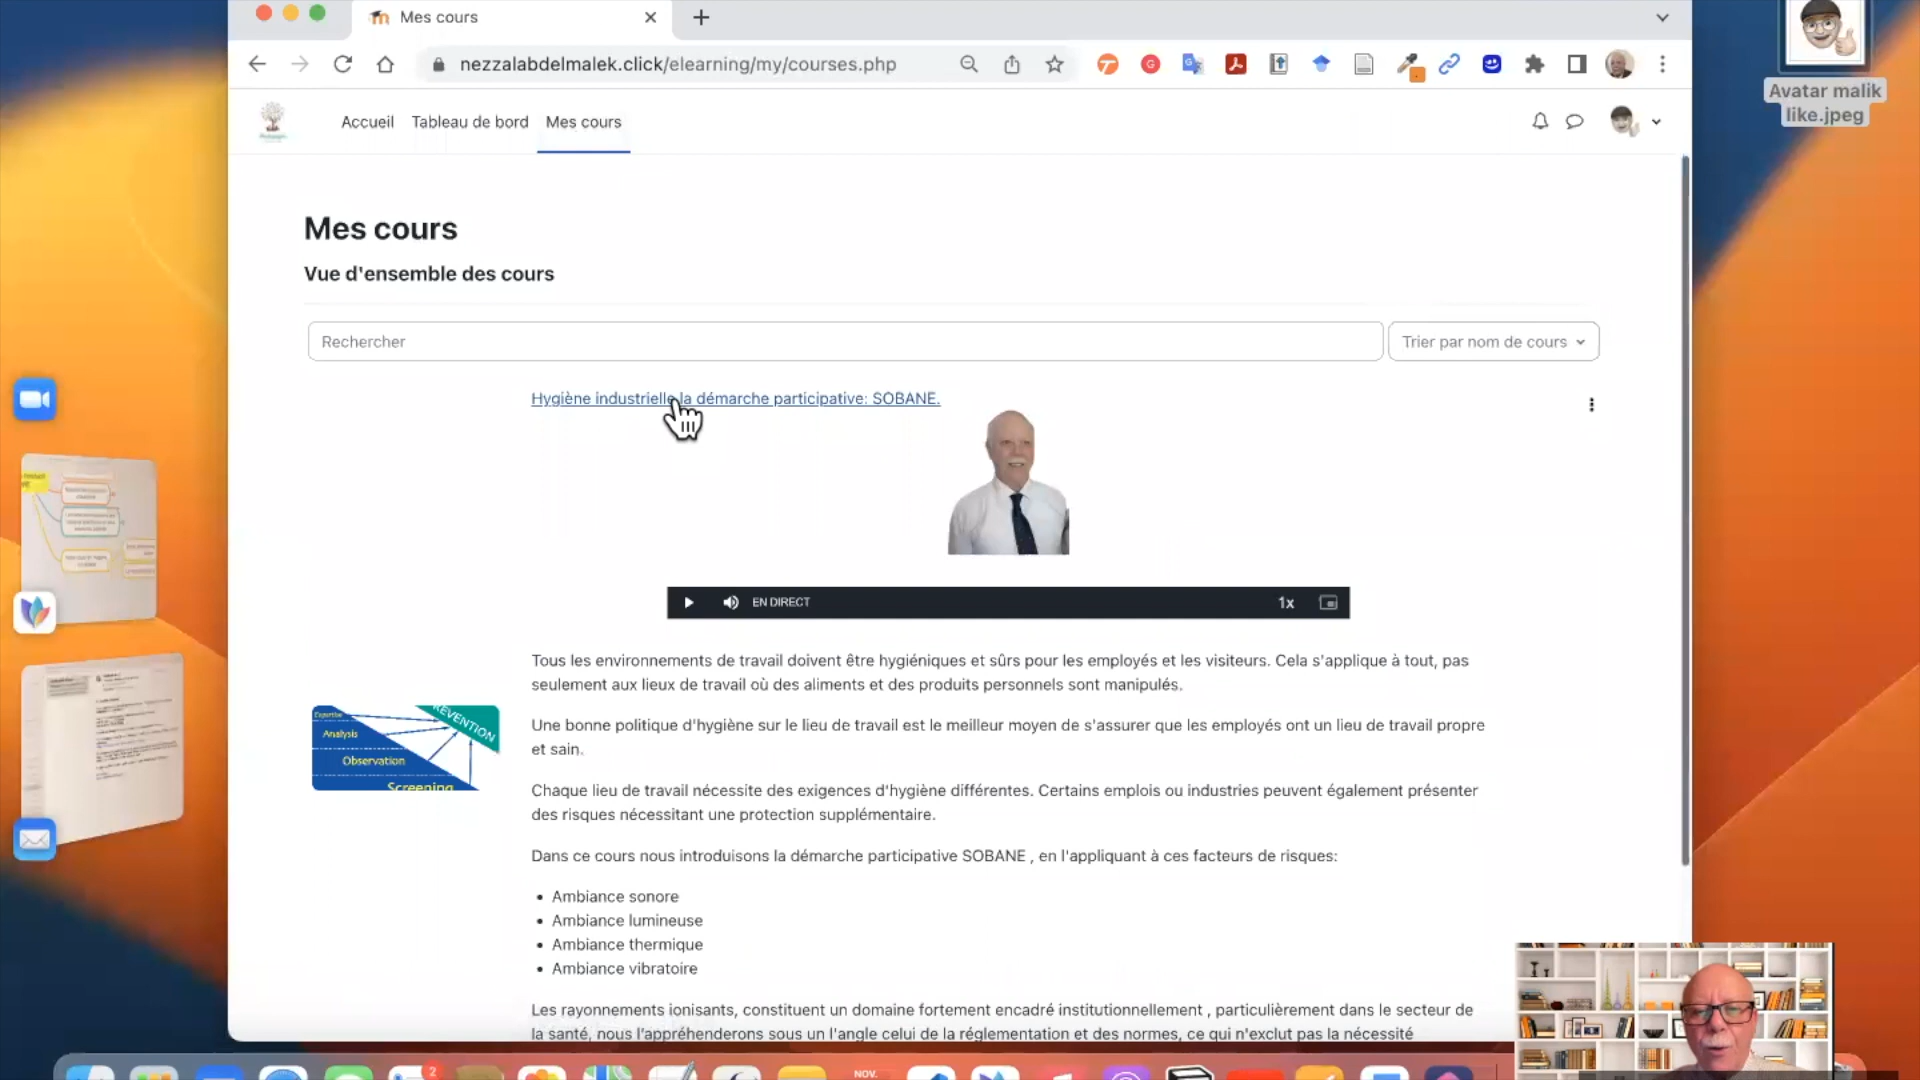 Mes cours
nezzalabdelmalek.click/elearning/my/courses.php
Avatar malik
like.jpeg
Accueil Tableau de bord Mes cours
Mes cours
Vue d'ensemble des cours
Rechercher
Trier par nom de cours
Hygiène industrielle la démarche participative: SOBANE.
EN DIRECT
1x
Tous les environnements de travail doivent être hygiéniques et sûrs pour les employés et les visiteurs. Cela s'applique à tout, pas
seulement aux lieux de travail où des aliments et des produits personnels sont manipulés.
Expertise
REVENTION
Analysis
Observation
Screening
Une bonne politique d'hygiène sur le lieu de travail est le meilleur moyen de s'assurer que les employés ont un lieu de travail propre
et sain.
Chaque lieu de travail nécessite des exigences d'hygiène différentes. Certains emplois ou industries peuvent également présenter
des risques nécessitant une protection supplémentaire.
Dans ce cours nous introduisons la démarche participative SOBANE , en l'appliquant à ces facteurs de risques:
• Ambiance sonore
• Ambiance lumineuse
• Ambiance thermique
• Ambiance vibratoire
Les rayonnements ionisants, constituent un domaine fortement encadré institutionnellement , particulièrement dans le secteur de
la santé, nous l'appréhenderons sous un l'angle celui de la réglementation et des normes, ce qui n'exclut pas la nécessité
2
NOV.